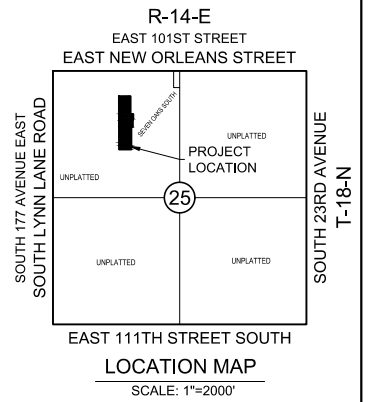 R-14-E
EAST 101ST STREET
EAST NEW ORLEANS STREET
SOUTH 177 AVENUE EAST
SOUTH LYNN LANE ROAD
SEVEN OAKS SOUTH
UNPLATTED
PROJECT
LOCATION
UNPLATTED
25
UNPLATTED
UNPLATTED
SOUTH 23RD AVENUE
T-18-N
EAST 111TH STREET SOUTH
LOCATION MAP
SCALE: 1"=2000'